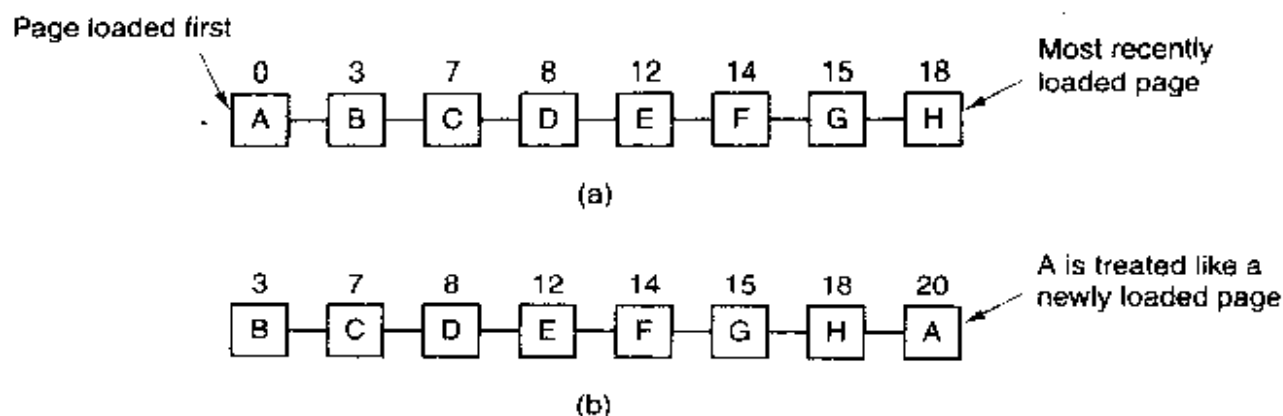 Page loaded first
Most recently
loaded page
0 3 7 8 12 14 15 18
A B C D E F G H
(a)
A is treated like a
newly loaded page
3 7 8 12 14 15 18 20
B C D E F G H A
(b)